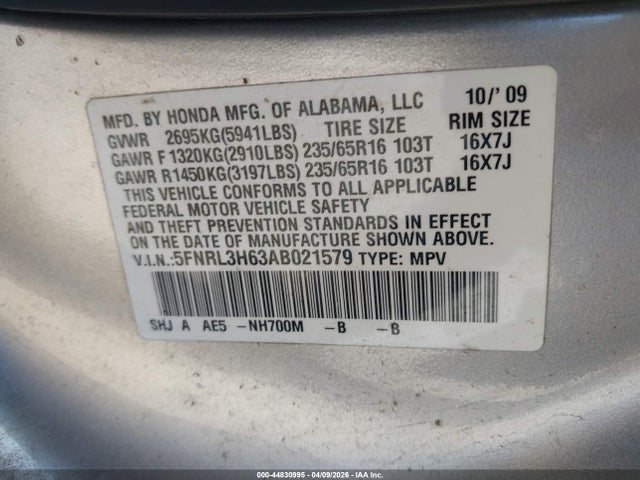 MFD. BY HONDA MFG. OF ALABAMA, LLC 10/'09
GVWR 2695KG(5941LBS) TIRE SIZE RIM SIZE
GAWR F 1320KG(2910LBS) 235/65R16 103T 16X7J
GAWR R 1450KG(3197LBS) 235/65R16 103T 16X7J
THIS VEHICLE CONFORMS TO ALL APPLICABLE
FEDERAL MOTOR VEHICLE SAFETY
AND THEFT PREVENTION STANDARDS IN EFFECT
ON THE DATE OF MANUFACTURE SHOWN ABOVE.
V.I.N.:5FNRL3H63AB021579 TYPE: MPV
SHJ A AE5 -NH700M -B -B
000-44830995 | 04/09/2026 | IAA Inc.